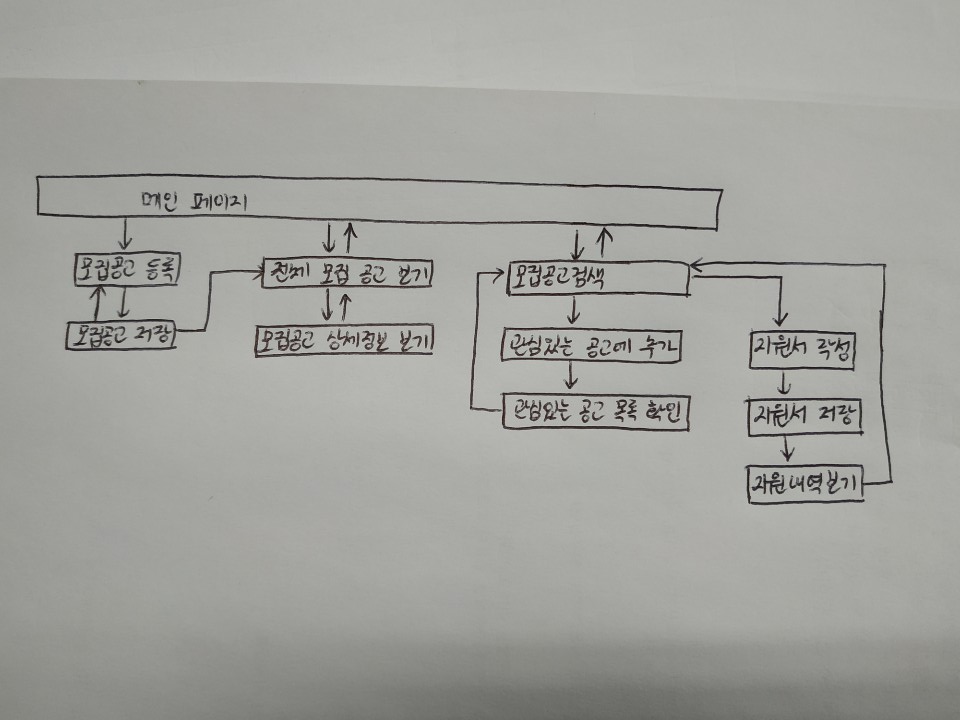 메인 페이지
모집공고 등록
전체 모집 공고 보기
모집공고검색
모집공고 저장
모집공고 상세정보 보기
관심있는 공고에 추가
지원서 작성
관심있는 공고 목록 확인
지원서 저장
지원내역보기